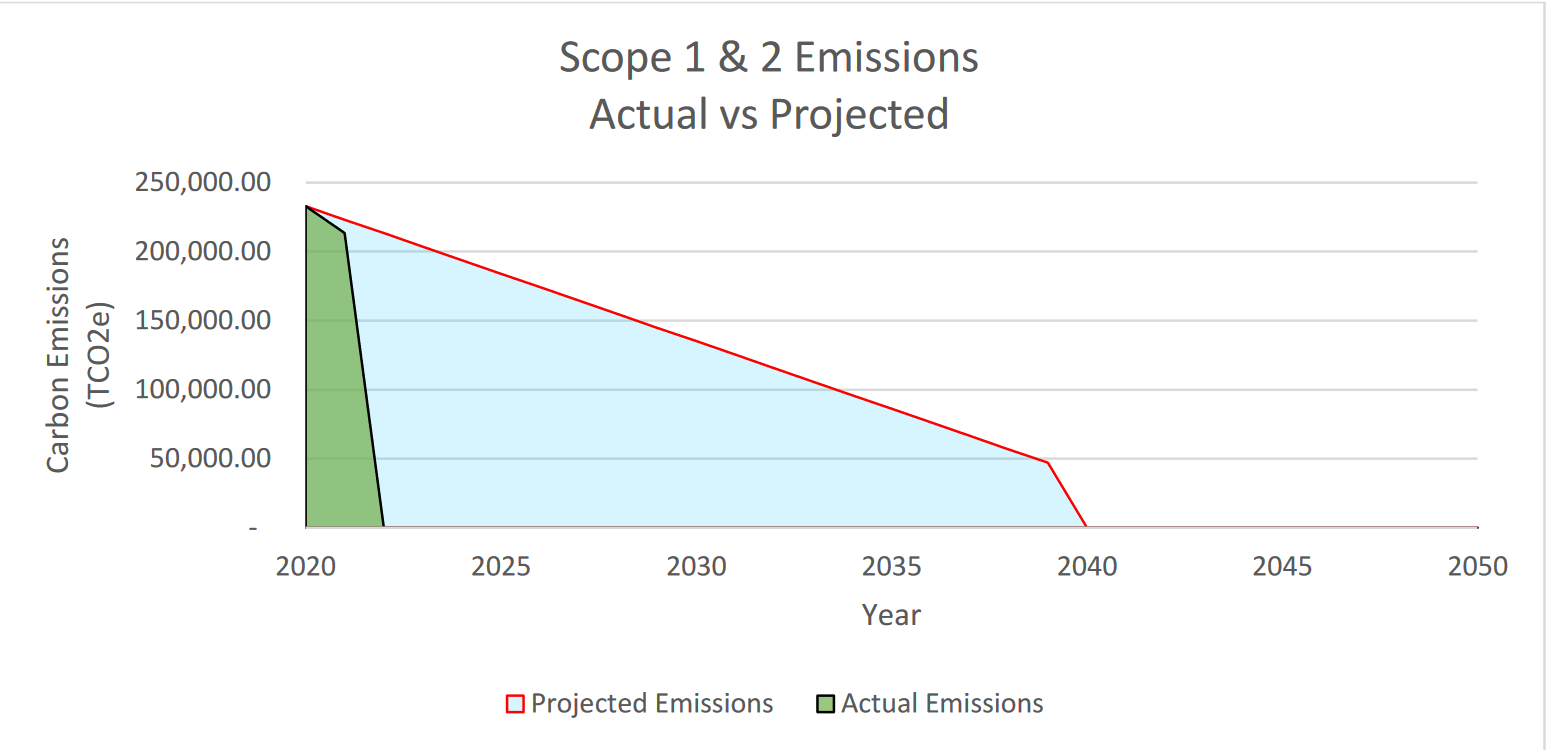 Scope 1 & 2 Emissions
Actual vs Projected
250,000.00
200,000.00
150,000.00
100,000.00
50,000.00
-
Carbon Emissions
(TCO2e)
2020 2025 2030 2035 2040 2045 2050
Year
Projected Emissions Actual Emissions